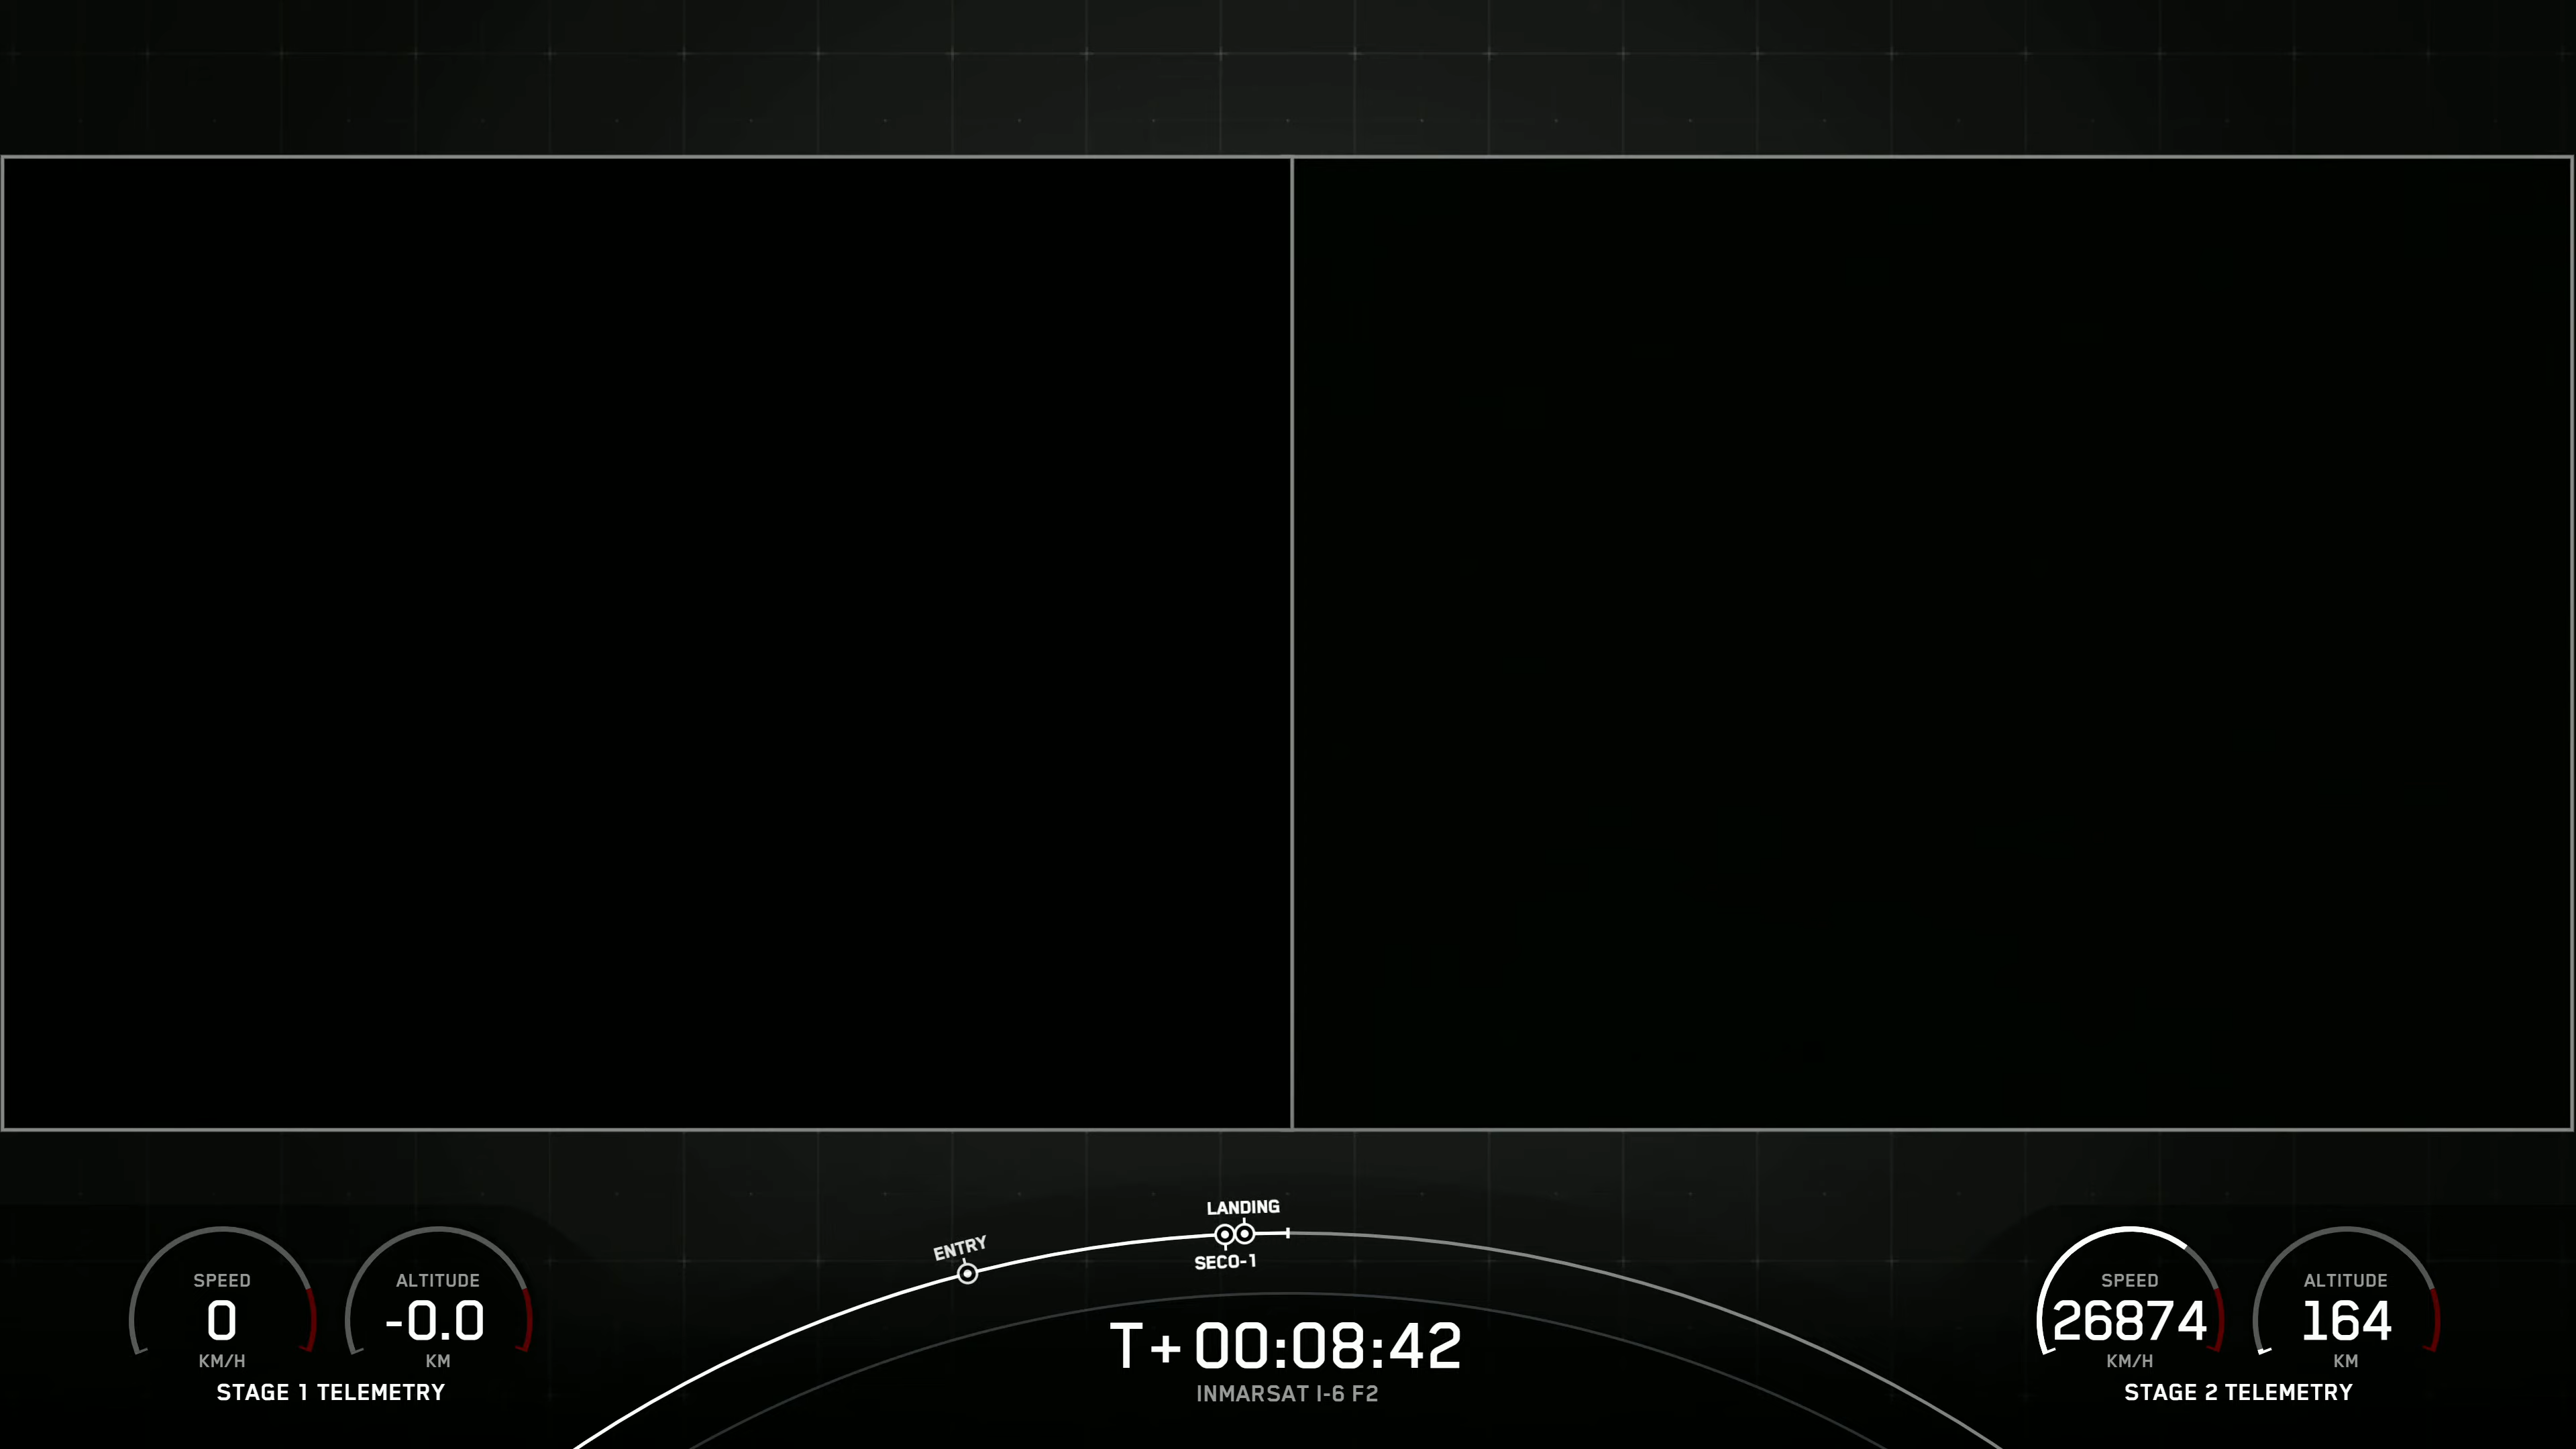 LANDING
ENTRY
SECO-1
SPEED
0
KM/H
ALTITUDE
-0.0
KM
STAGE 1 TELEMETRY
T+00:08:42
INMARSAT I-6 F2
SPEED
26874
KM/H
ALTITUDE
164
KM
STAGE 2 TELEMETRY